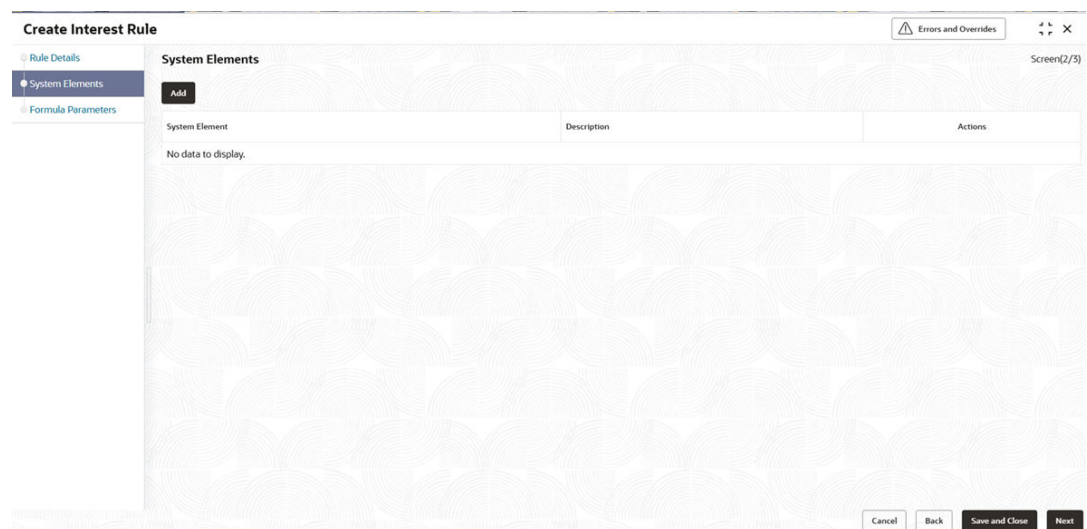 Create Interest Rule
Errors and Overrides
Rule Details
System Elements
Formula Parameters
System Elements
Screen(2/3)
Add
System Element Description Actions
No data to display.
Cancel Back Save and Close Next